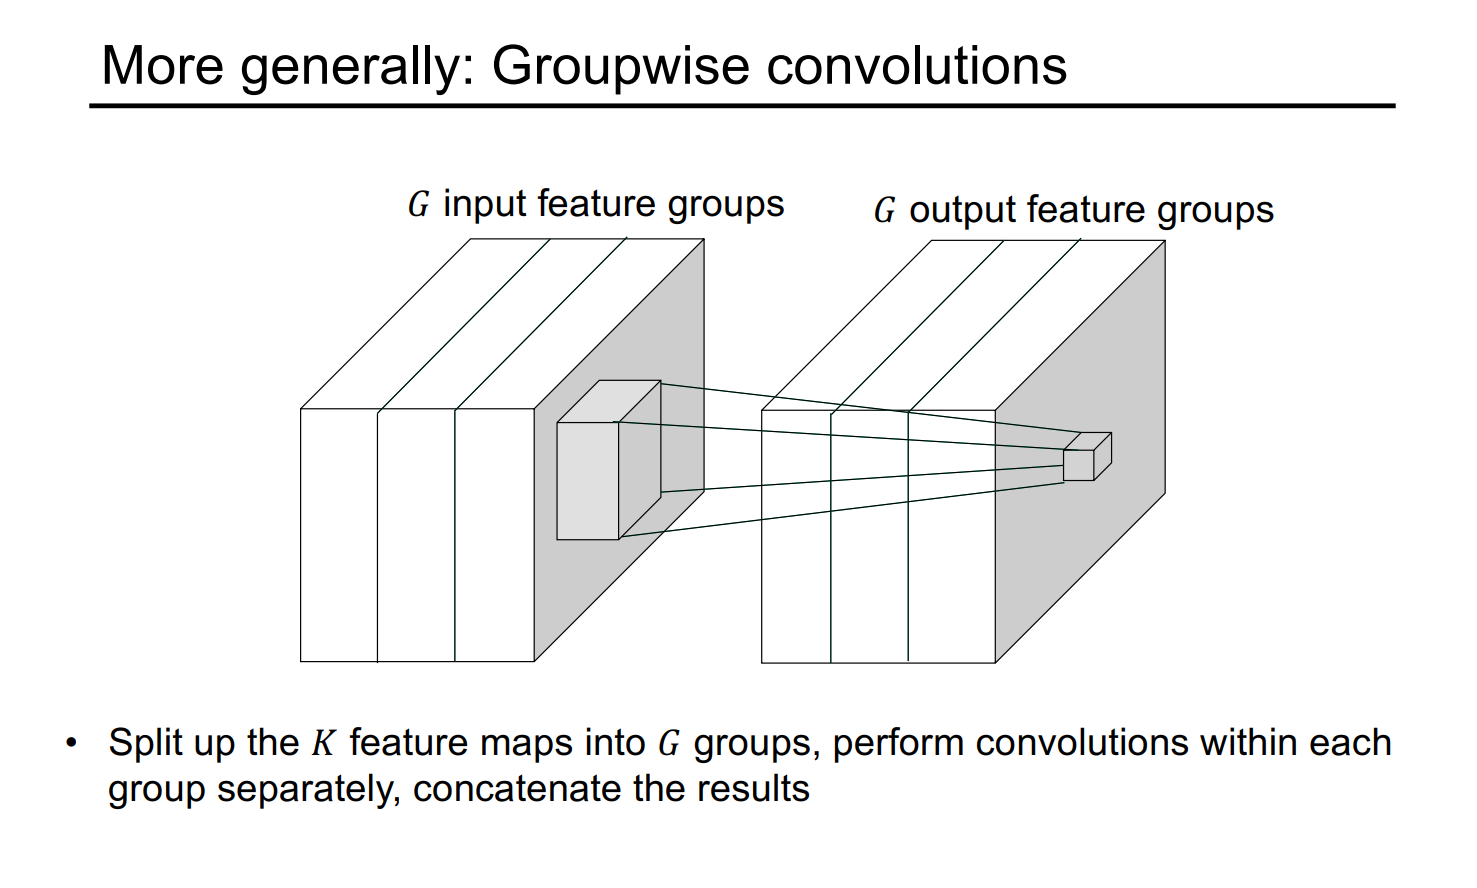 More generally: Groupwise convolutions
G input feature groups
G output feature groups
• Split up the K feature maps into G groups, perform convolutions within each
group separately, concatenate the results